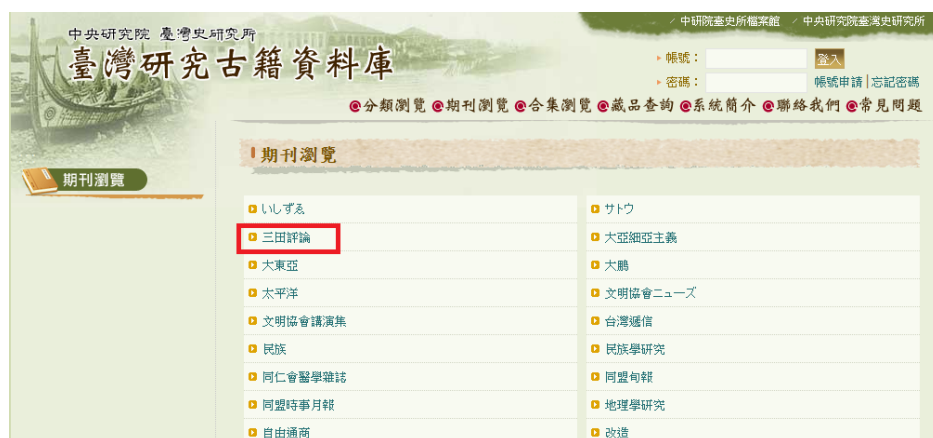 中研院臺史所檔案館 / 中央研究院臺灣史研究所
中央研究院 臺灣史研究所
臺灣研究古籍資料庫
帳號：
登入
密碼：
帳號申請|忘記密碼
分類瀏覽 期刊瀏覽 合集瀏覽 藏品查詢 系統簡介 聯絡我們 常見問題
期刊瀏覽
期刊瀏覽
いしずゑ
サトウ
三田評論
大亞細亞主義
大東亞
大鵬
太平洋
文明協會ニューズ
文明協會講演集
台灣遞信
民族
民族學研究
同仁會醫學雜誌
同盟旬報
同盟時事月報
地理學研究
自由通商
改造